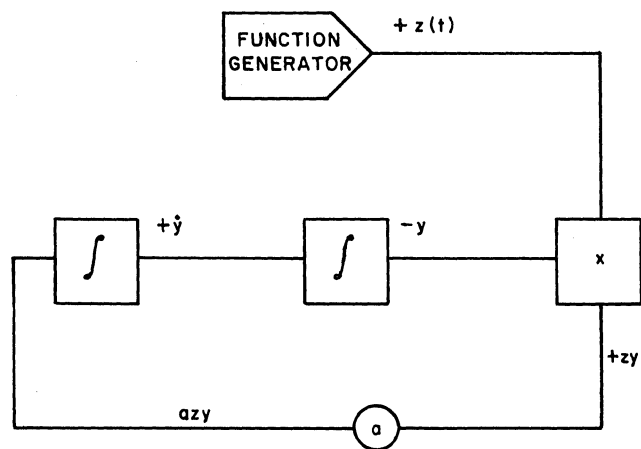 + z(t)
FUNCTION
GENERATOR
+ẏ
-y
∫
∫
x
+zy
azy
a